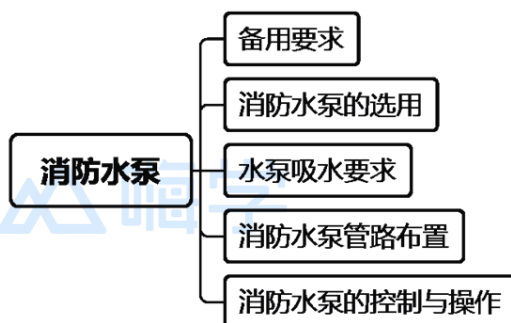 备用要求
消防水泵的选用
消防水泵
水泵吸水要求
消防水泵管路布置
消防水泵的控制与操作
嗨学